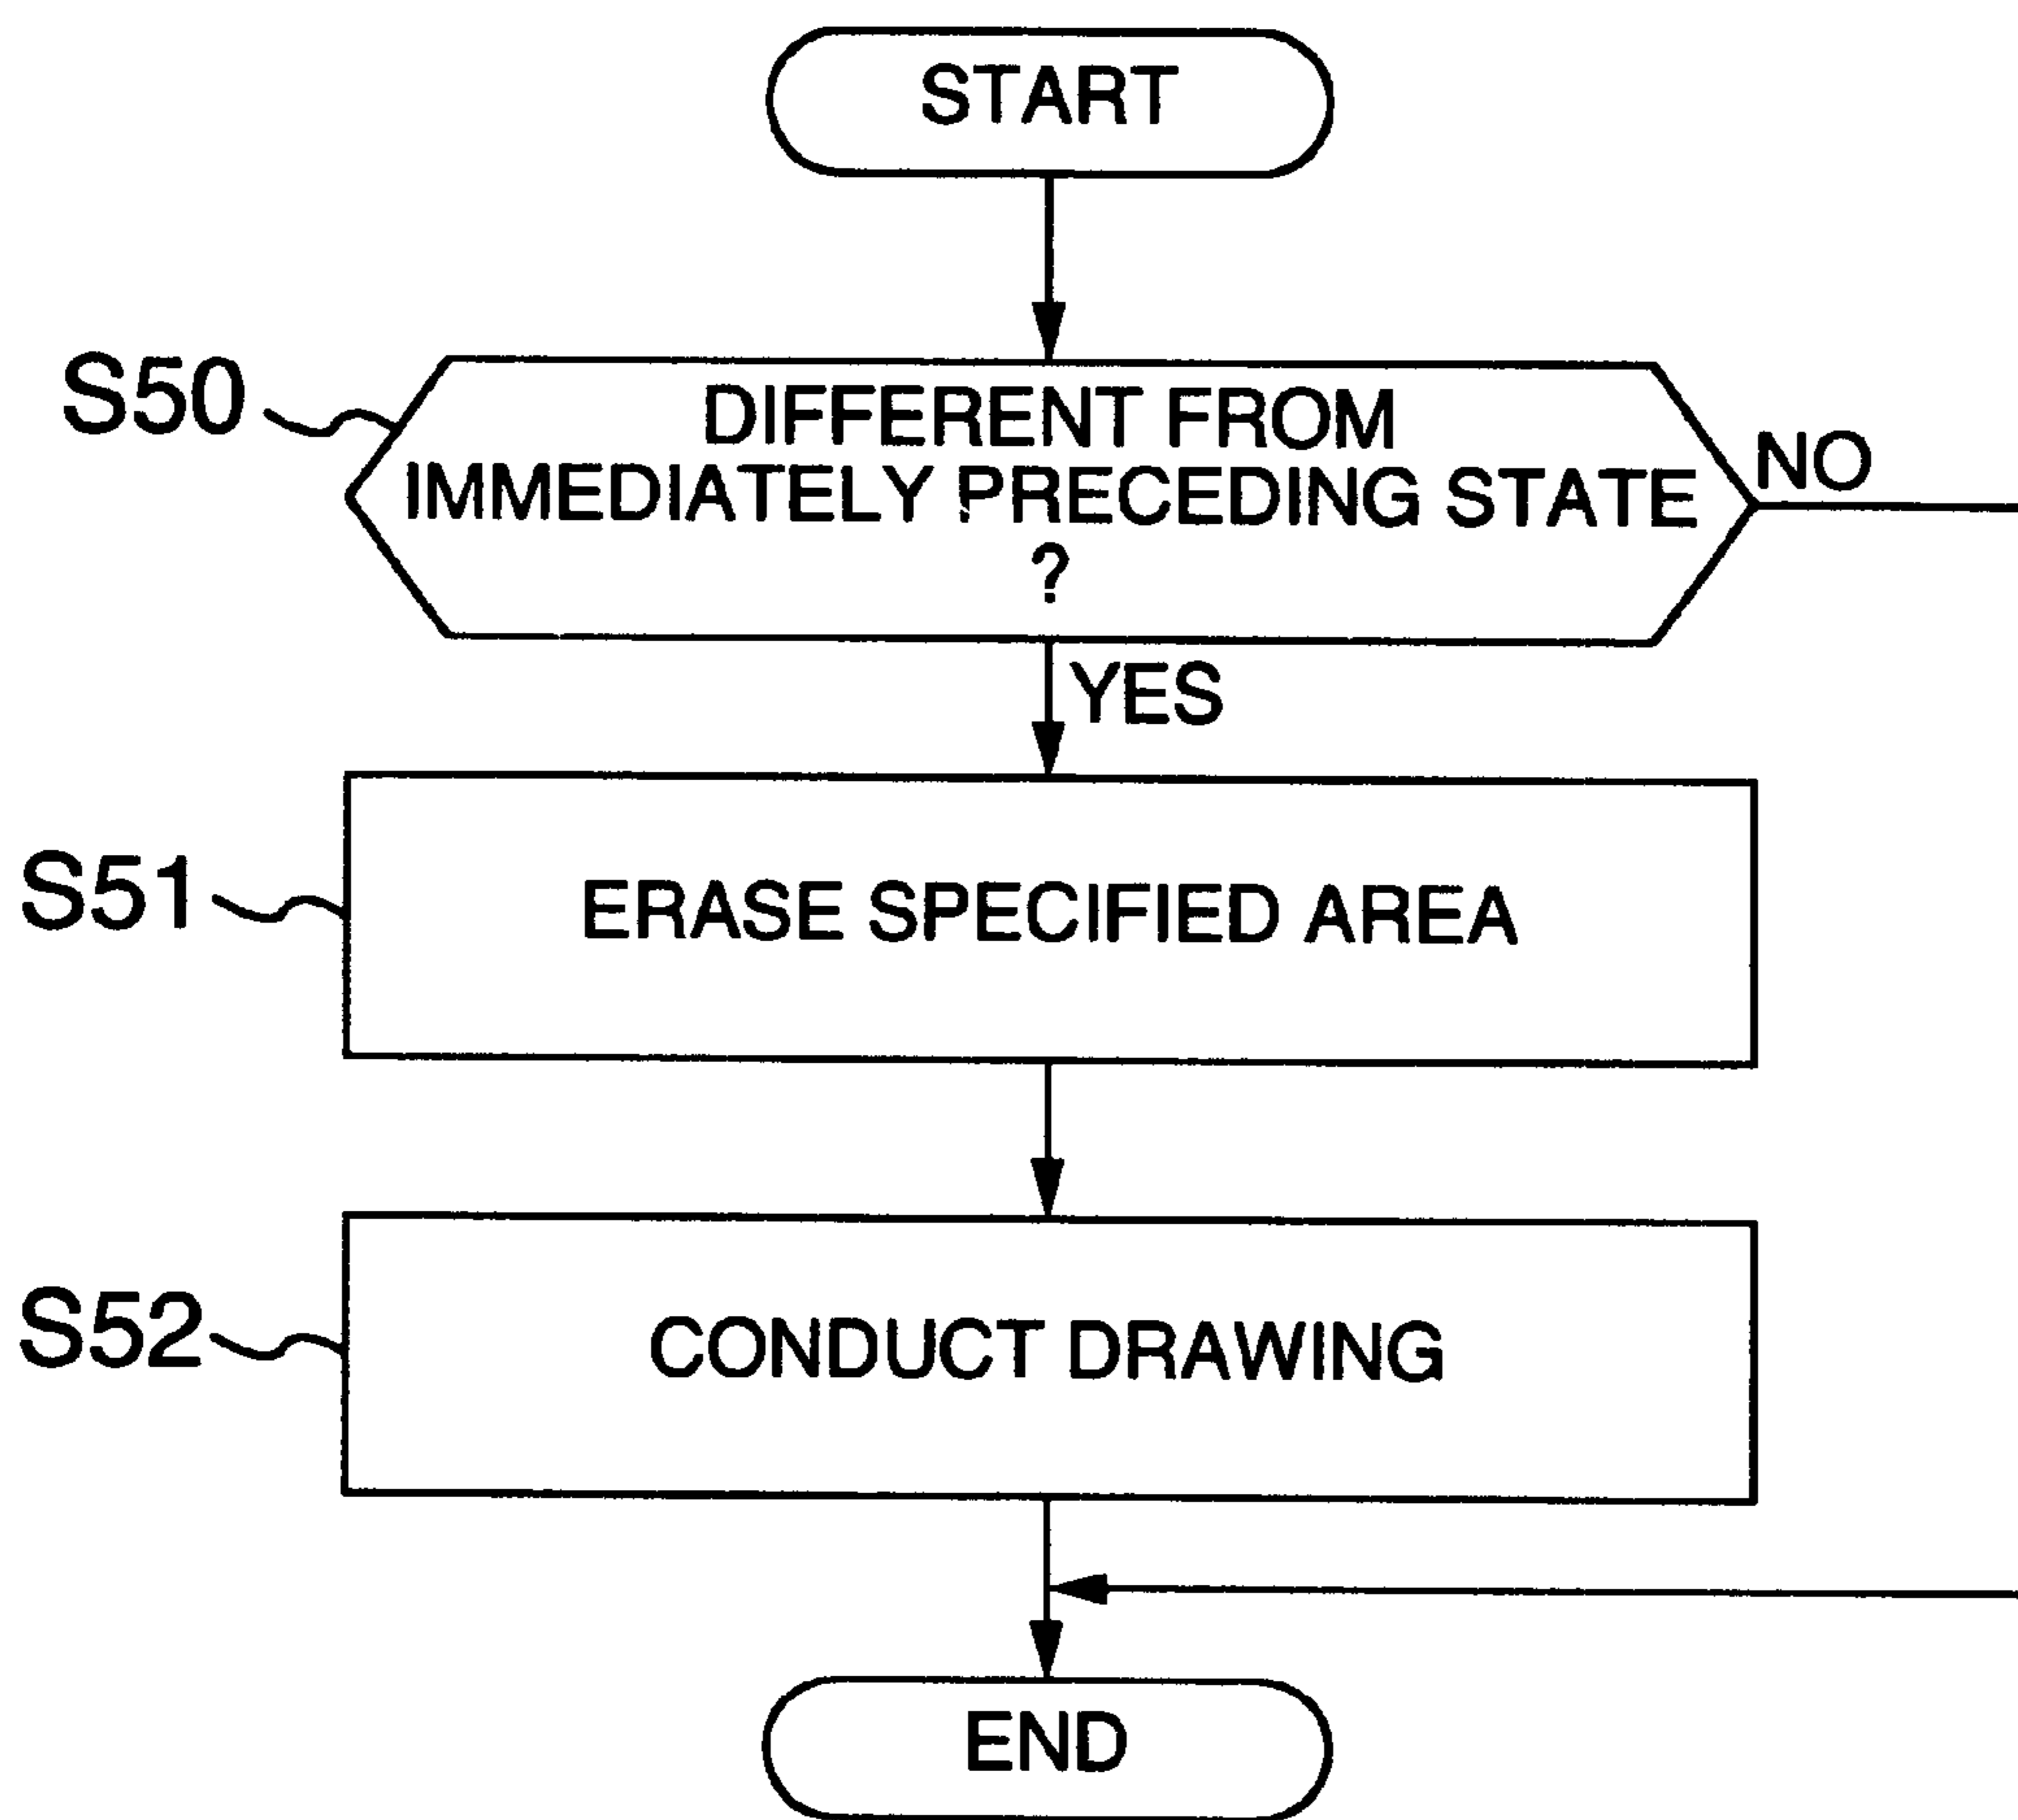 START
S50
DIFFERENT FROM
IMMEDIATELY PRECEDING STATE
?
NO
YES
S51
ERASE SPECIFIED AREA
S52
CONDUCT DRAWING
END